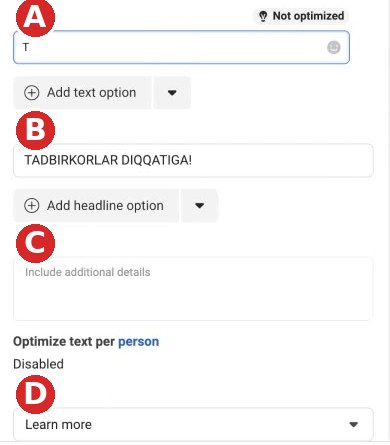 A
Not optimized
T
Add text option
B
TADBIRKORLAR DIQQATIGA!
Add headline option
C
Include additional details
Optimize text per person
Disabled
D
Learn more